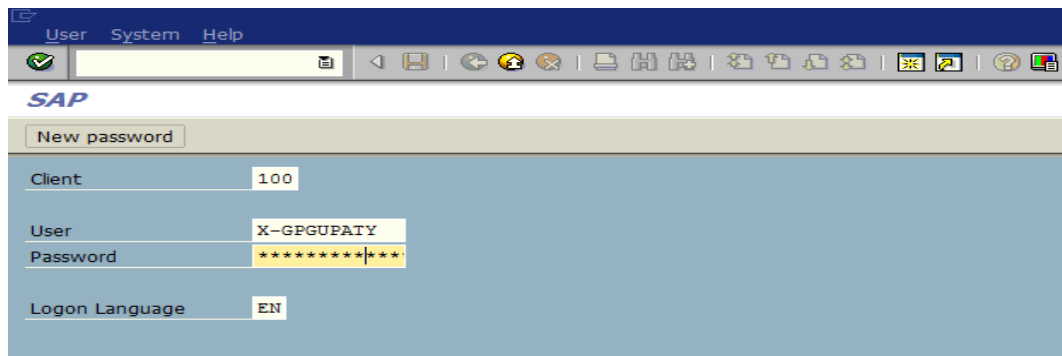 User System Help
SAP
New password
Client 100
User X-GPGUPATY
Password *************
Logon Language EN